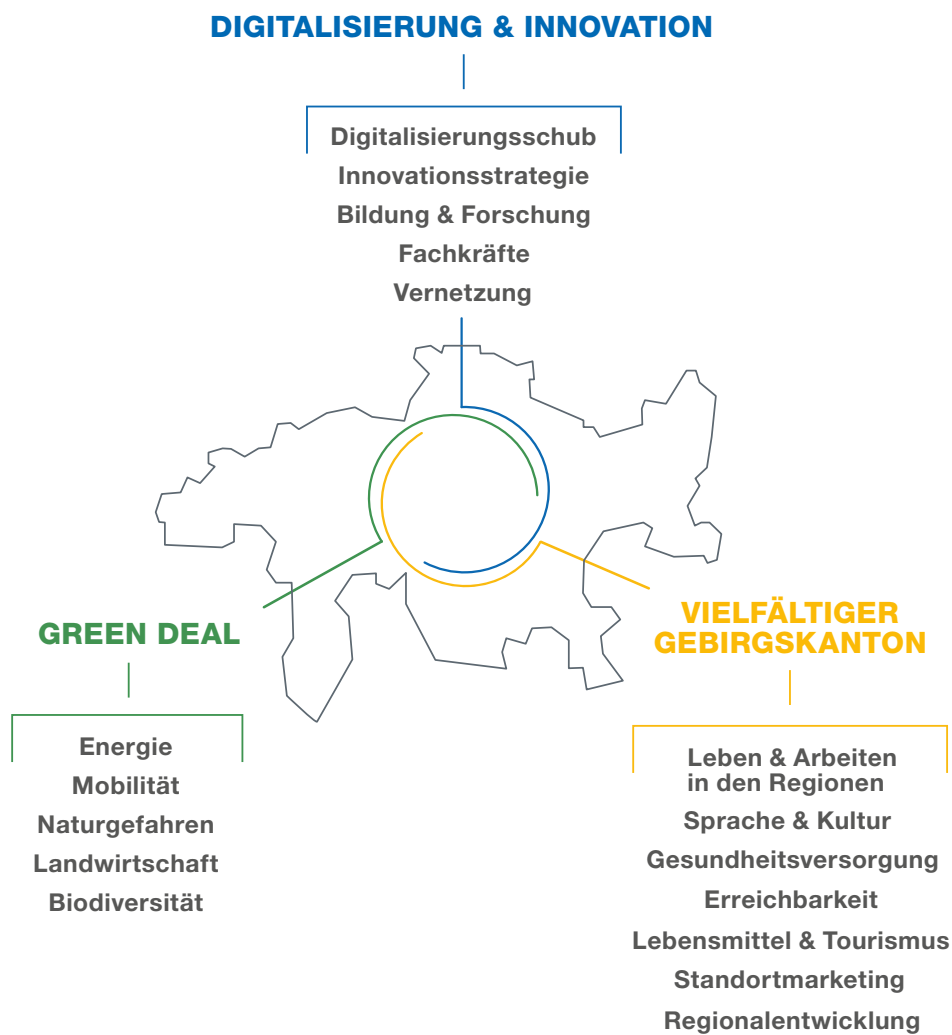 DIGITALISIERUNG & INNOVATION
Digitalisierungsschub
Innovationsstrategie
Bildung & Forschung
Fachkräfte
Vernetzung
GREEN DEAL
Energie
Mobilität
Naturgefahren
Landwirtschaft
Biodiversität
VIELFÄLTIGER
GEBIRGSKANTON
Leben & Arbeiten
in den Regionen
Sprache & Kultur
Gesundheitsversorgung
Erreichbarkeit
Lebensmittel & Tourismus
Standortmarketing
Regionalentwicklung